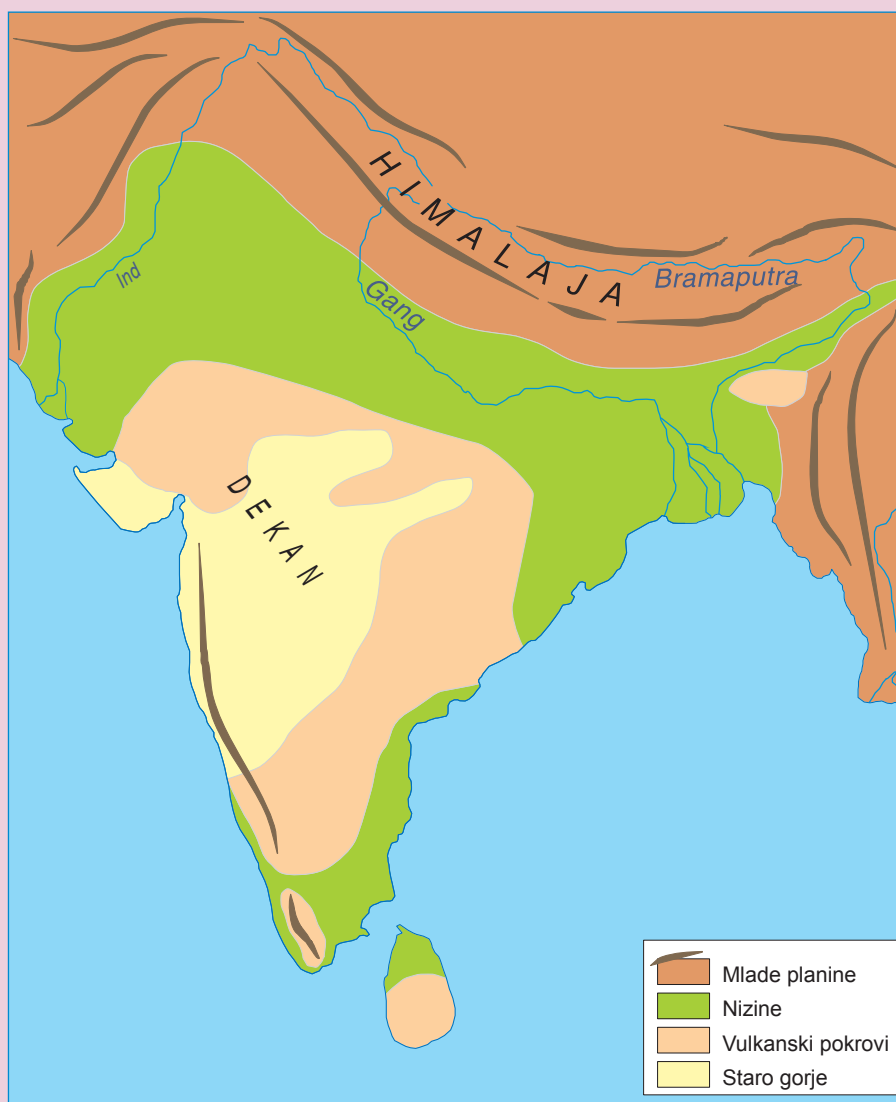 HIMALAJA
Ind
Gang
Bramaputra
DEKAN
Mlade planine
Nizine
Vulkanski pokrovi
Staro gorje